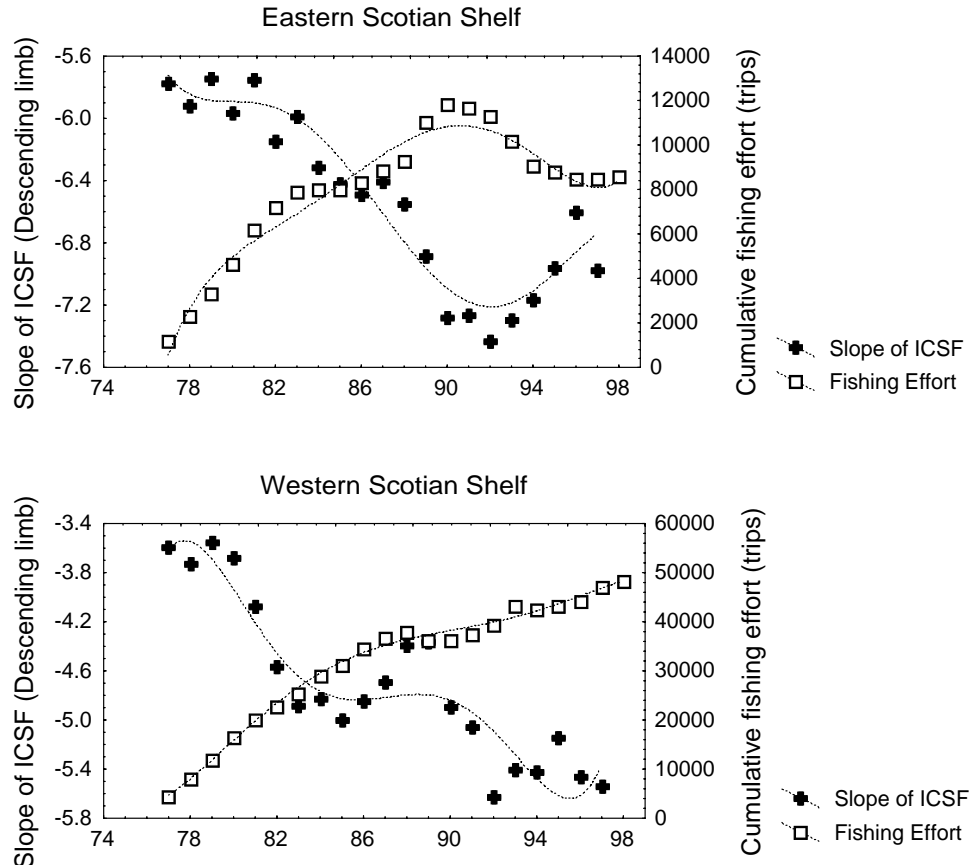 Eastern Scotian Shelf
Slope of ICSF (Descending limb)
-5.6
-6.0
-6.4
-6.8
-7.2
-7.6
14000
12000
10000
8000
6000
4000
2000
0
Cumulative fishing effort (trips)
74 78 82 86 90 94 98
Slope of ICSF
Fishing Effort
Western Scotian Shelf
Slope of ICSF (Descending limb)
-3.4
-3.8
-4.2
-4.6
-5.0
-5.4
-5.8
60000
50000
40000
30000
20000
10000
0
Cumulative fishing effort (trips)
74 78 82 86 90 94 98
Slope of ICSF
Fishing Effort